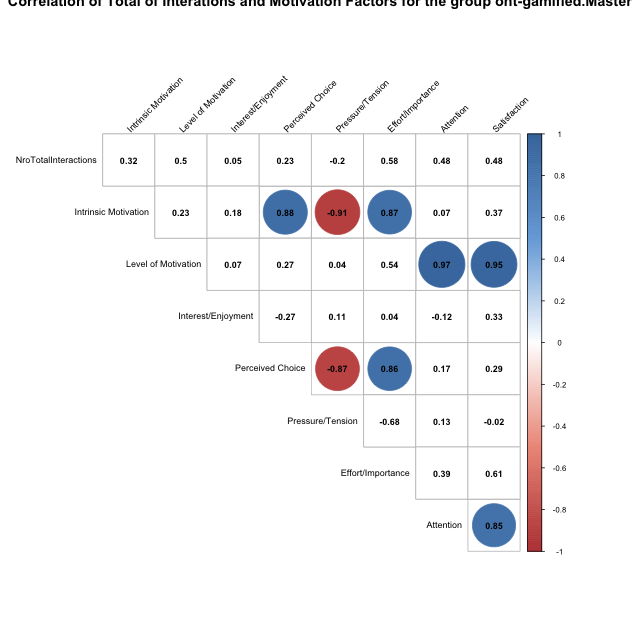 Correlation of Total of Interations and Motivation Factors for the group ont-gamified.Master
Intrinsic Motivation Level of Motivation Interest/Enjoyment Perceived Choice Pressure/Tension Effort/Importance Attention Satisfaction
NroTotalInteractions 0.32 0.5 0.05 0.23 -0.2 0.58 0.48 0.48
Intrinsic Motivation 0.23 0.18 0.88 -0.91 0.87 0.07 0.37
Level of Motivation 0.07 0.27 0.04 0.54 0.97 0.95
Interest/Enjoyment -0.27 0.11 0.04 -0.12 0.33
Perceived Choice -0.87 0.86 0.17 0.29
Pressure/Tension -0.68 0.13 -0.02
Effort/Importance 0.39 0.61
Attention 0.85
1
0.8
0.6
0.4
0.2
0
-0.2
-0.4
-0.6
-0.8
-1